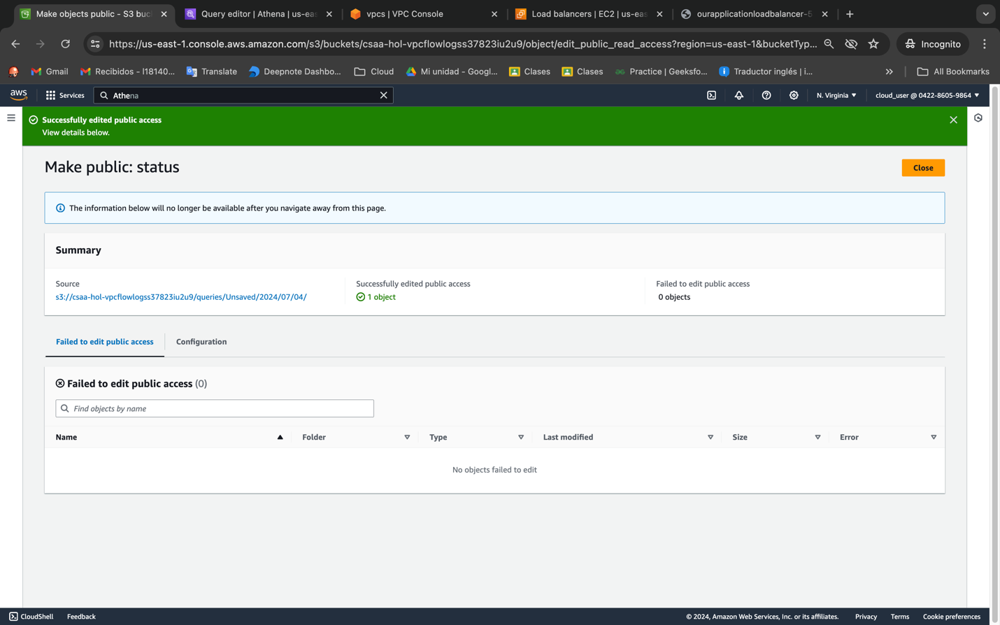 Make objects public - S3 buc
Query editor | Athena | us-eas
vpcs | VPC Console
Load balancers | EC2 | us-eas
ourapplicationloadbalancer-5
https://us-east-1.console.aws.amazon.com/s3/buckets/csaa-hol-vpcflowlogss37823iu2u9/object/edit_public_read_access?region=us-east-1&bucketTyp...
Incognito
Gmail
Recibidos - l18140...
Translate
Deepnote Dashbo...
Cloud
Mi unidad - Googl...
Clases
Clases
Practice | Geeksfo...
Traductor inglés | i...
All Bookmarks
aws
Services
Athena
N. Virginia
cloud_user @ 0422-8605-9864
Successfully edited public access
View details below.
Make public: status
Close
The information below will no longer be available after you navigate away from this page.
Summary
Source
s3://csaa-hol-vpcflowlogss37823iu2u9/queries/Unsaved/2024/07/04/
Successfully edited public access
1 object
Failed to edit public access
0 objects
Failed to edit public access
Configuration
Failed to edit public access (0)
Find objects by name
Name
Folder
Type
Last modified
Size
Error
No objects failed to edit
CloudShell
Feedback
© 2024, Amazon Web Services, Inc. or its affiliates.
Privacy
Terms
Cookie preferences